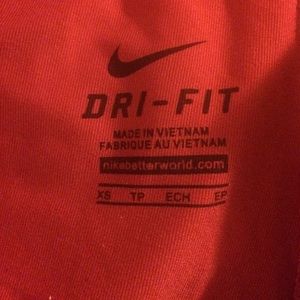 DRI-FIT
MADE IN VIETNAM
FABRIQUE AU VIETNAM
nikebetterworld.com
XS TP ECH EP